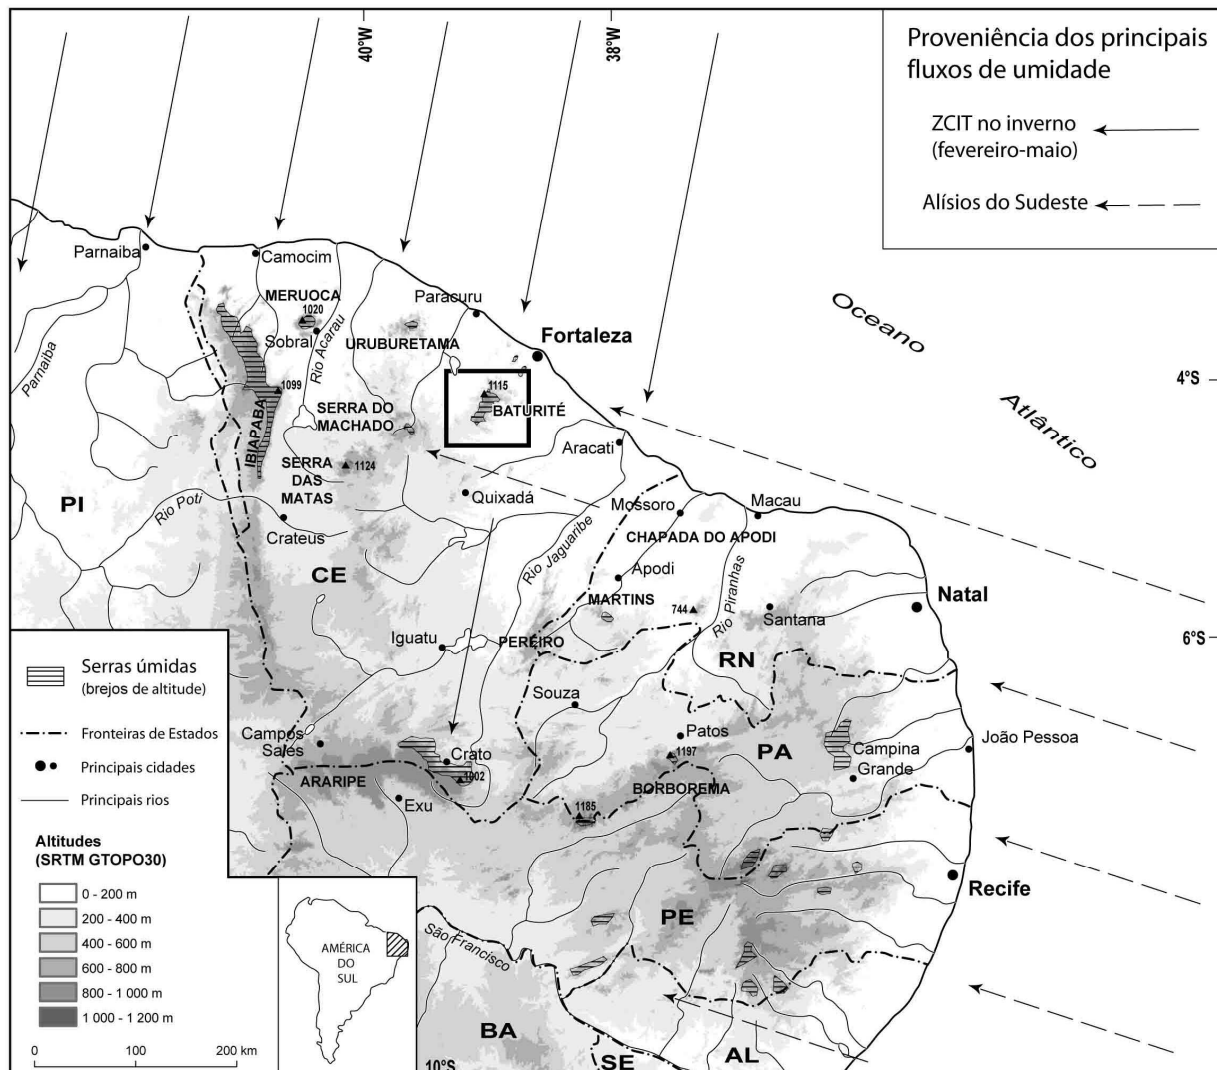 40°W
38°W
Proveniência dos principais
fluxos de umidade
ZCIT no inverno
(fevereiro-maio)
Alísios do Sudeste
Oceano
Atlântico
4°S
6°S
10°S
Parnaiba
Camocim
MERUOCA
1020
Sobral
Rio Acarau
Paracuru
URUBURETAMA
Fortaleza
Parnaiba
1099
IBIAPABA
1115
BATURITÉ
SERRA DO
MACHADO
Aracati
SERRA
DAS
MATAS
1124
Quixadá
PI
Rio Poti
Crateus
CE
Mossoro
Macau
CHAPADA DO APODI
Rio Jaguaribe
Apodi
MARTINS
744
Rio Piranhas
Santana
Natal
Iguatu
PEREIRO
RN
Souza
Patos
1197
PA
Campina
Grande
João Pessoa
Campos
Sales
Crato
1002
ARARIPE
Exu
BORBOREMA
1185
Recife
PE
São Francisco
BA
SE
AL
Serras úmidas
(brejos de altitude)
Fronteiras de Estados
Principais cidades
Principais rios
Altitudes
(SRTM GTOPO30)
0 - 200 m
200 - 400 m
400 - 600 m
600 - 800 m
800 - 1 000 m
1 000 - 1 200 m
0 100 200 km
AMÉRICA
DO
SUL